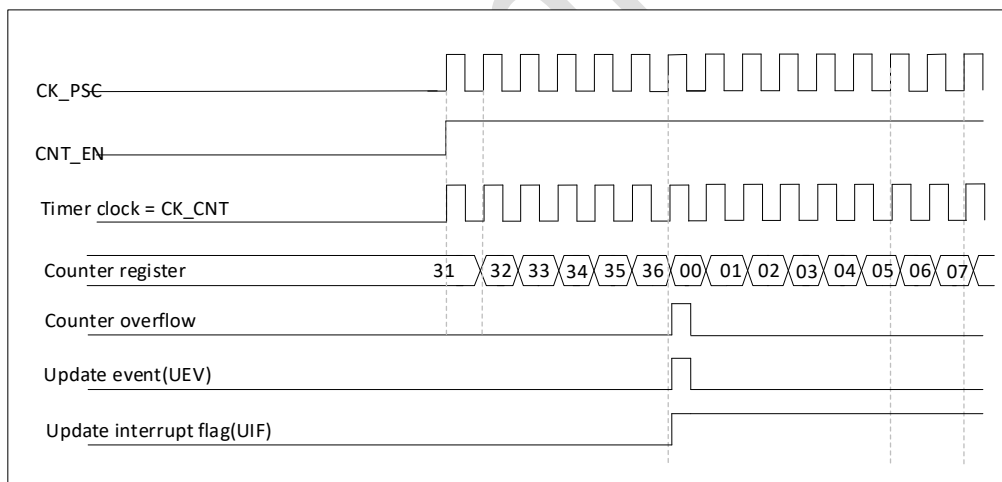 CK_PSC
CNT_EN
Timer clock = CK_CNT
Counter register 31 32 33 34 35 36 00 01 02 03 04 05 06 07
Counter overflow
Update event(UEV)
Update interrupt flag(UIF)